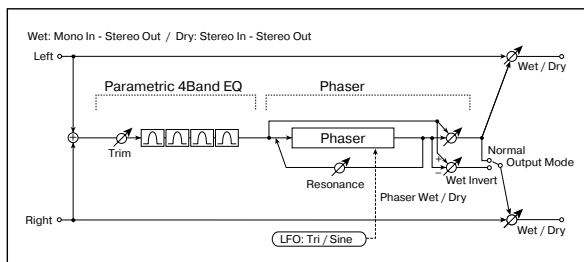 Wet: Mono In - Stereo Out / Dry: Stereo In - Stereo Out
Left
Wet / Dry
Parametric 4Band EQ
Phaser
+
Trim
Phaser
Resonance
+
−
Normal
Output Mode
Wet Invert
Phaser Wet / Dry
Right
LFO: Tri / Sine
Wet / Dry